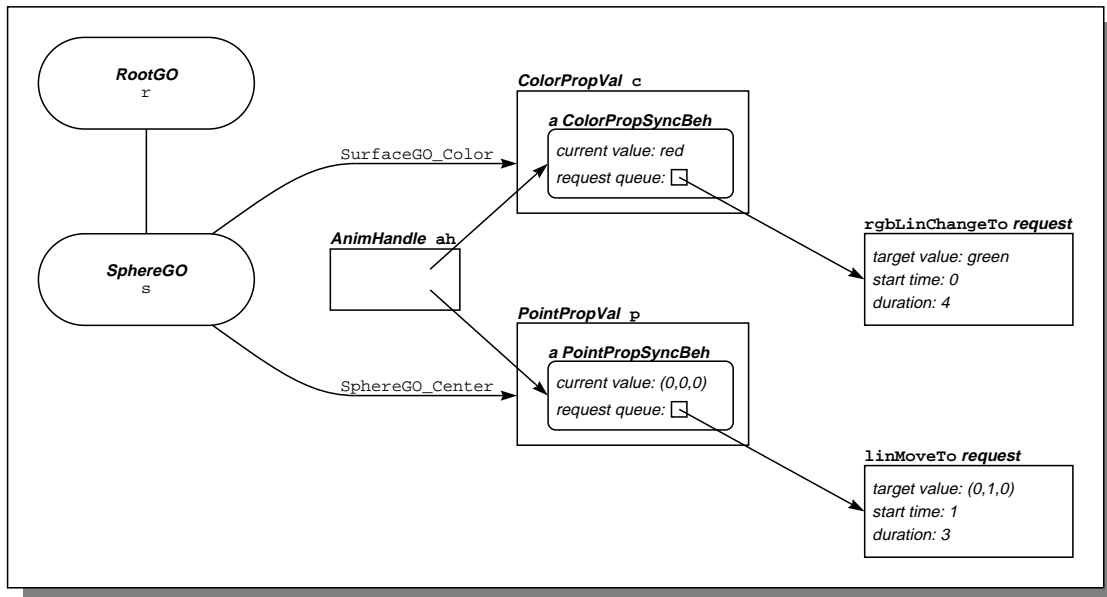 RootGO
r
SphereGO
s
SurfaceGO_Color
SphereGO_Center
AnimHandle ah
ColorPropVal c
a ColorPropSyncBeh
current value: red
request queue:
PointPropVal p
a PointPropSyncBeh
current value: (0,0,0)
request queue:
rgbLinChangeTo request
target value: green
start time: 0
duration: 4
linMoveTo request
target value: (0,1,0)
start time: 1
duration: 3